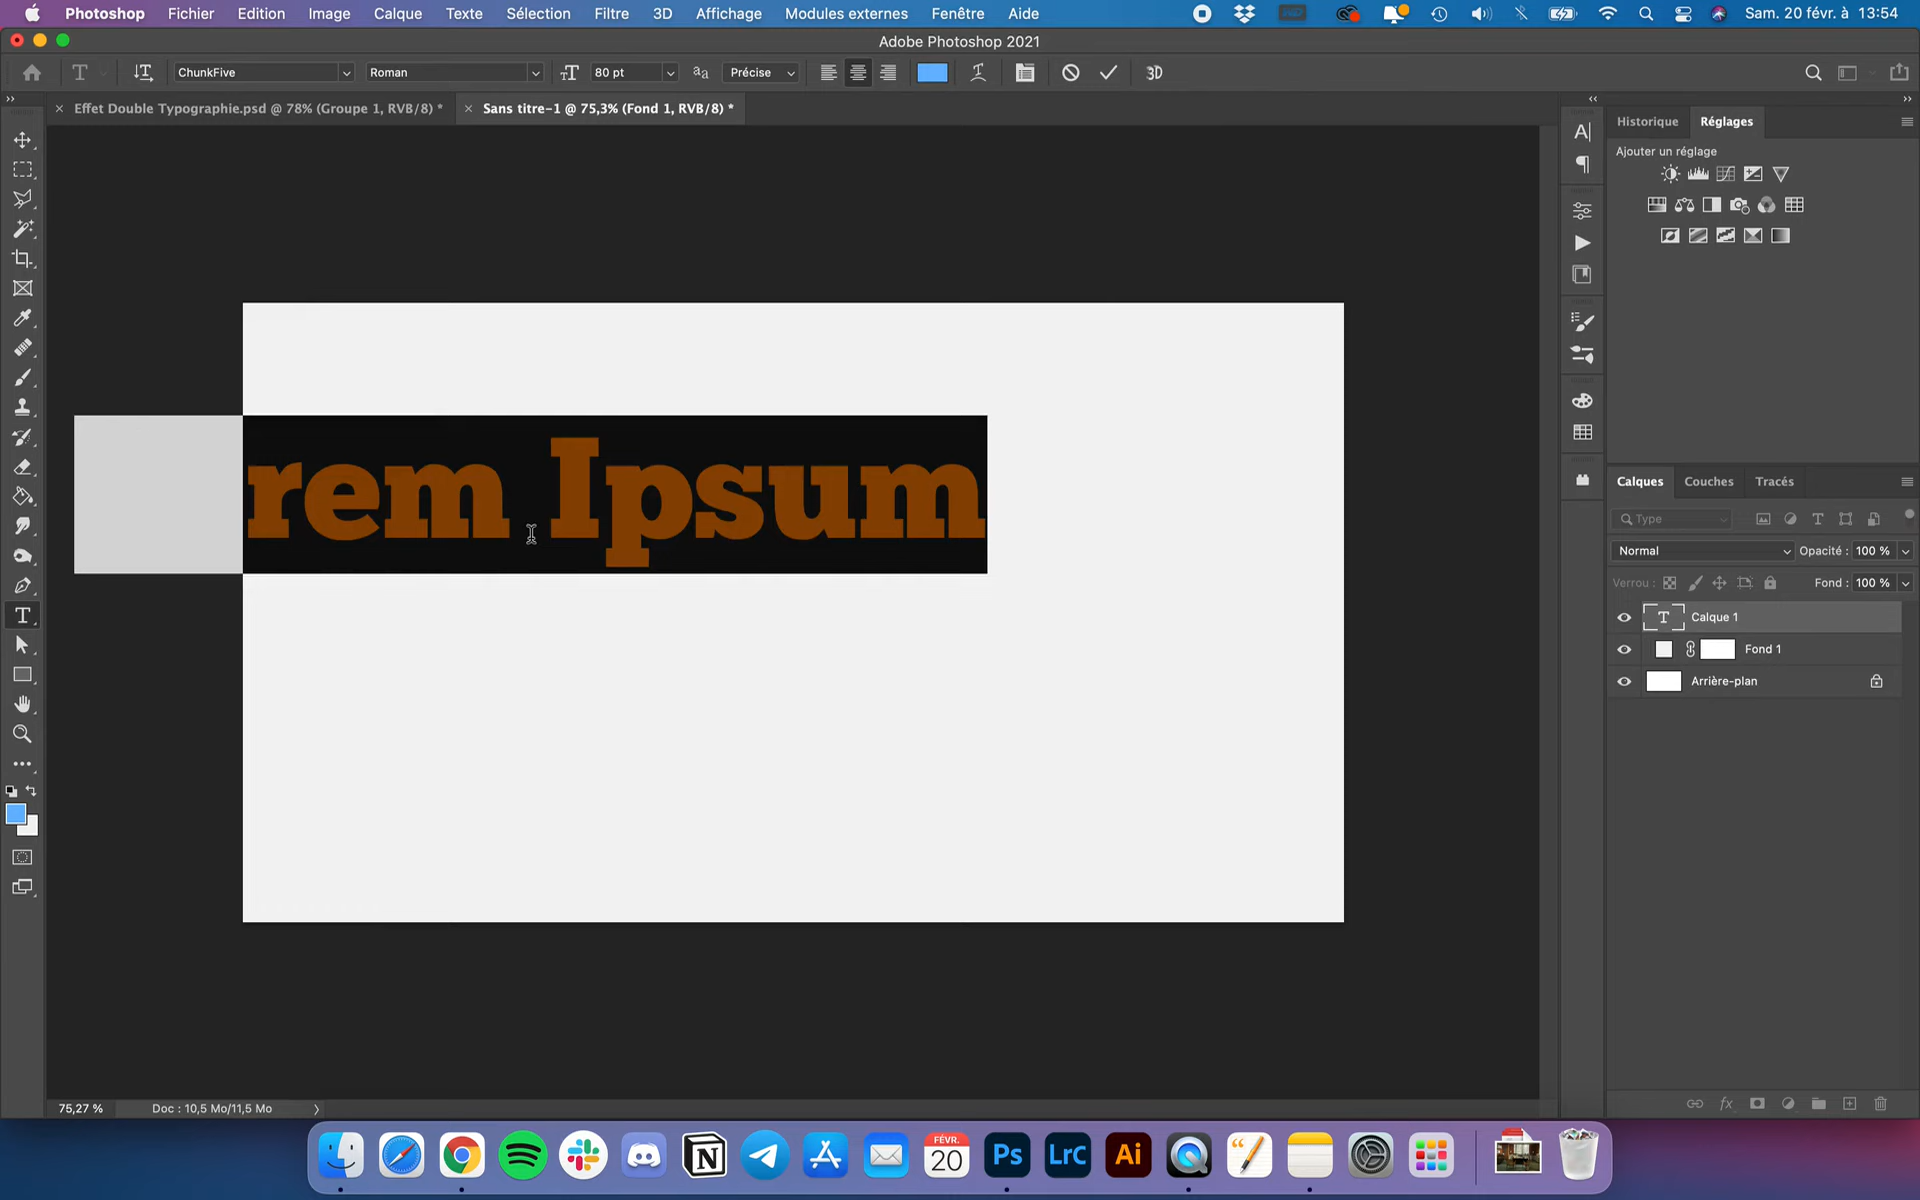 Photoshop Fichier Edition Image Calque Texte Sélection Filtre 3D Affichage Modules externes Fenêtre Aide Sam. 20 févr. à 13:54
Adobe Photoshop 2021
T ChunkFive Roman 80 pt Précise 3D
Effet Double Typographie.psd @ 78% (Groupe 1, RVB/8) * Sans titre-1 @ 75,3% (Fond 1, RVB/8) *
Historique Réglages
Ajouter un réglage
rem Ipsum
Calques Couches Tracés
Type
Normal Opacité : 100 %
Verrou : Fond : 100 %
T Calque 1
Fond 1
Arrière-plan
75,27 % Doc : 10,5 Mo/11,5 Mo
FÉVR.
20
Ps LrC Ai